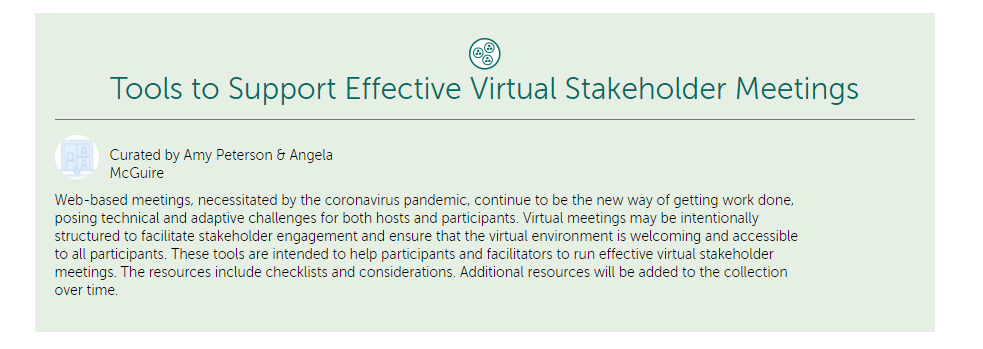 Tools to Support Effective Virtual Stakeholder Meetings
Curated by Amy Peterson & Angela
McGuire
Web-based meetings, necessitated by the coronavirus pandemic, continue to be the new way of getting work done,
posing technical and adaptive challenges for both hosts and participants. Virtual meetings may be intentionally
structured to facilitate stakeholder engagement and ensure that the virtual environment is welcoming and accessible
to all participants. These tools are intended to help participants and facilitators to run effective virtual stakeholder
meetings. The resources include checklists and considerations. Additional resources will be added to the collection
over time.